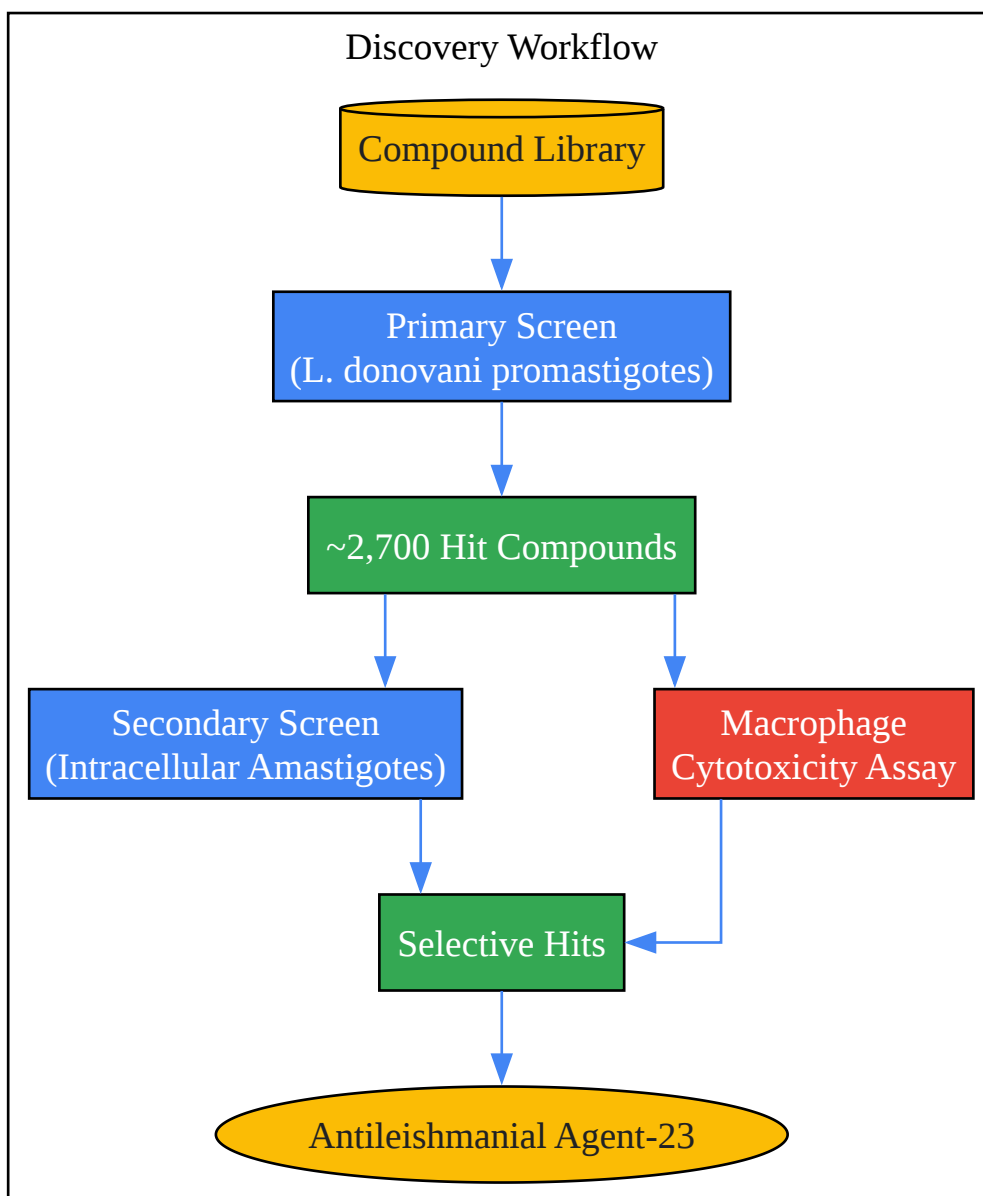 Discovery Workflow
Compound Library
Primary Screen
(L. donovani promastigotes)
~2,700 Hit Compounds
Secondary Screen
(Intracellular Amastigotes)
Macrophage
Cytotoxicity Assay
Selective Hits
Antileishmanial Agent-23